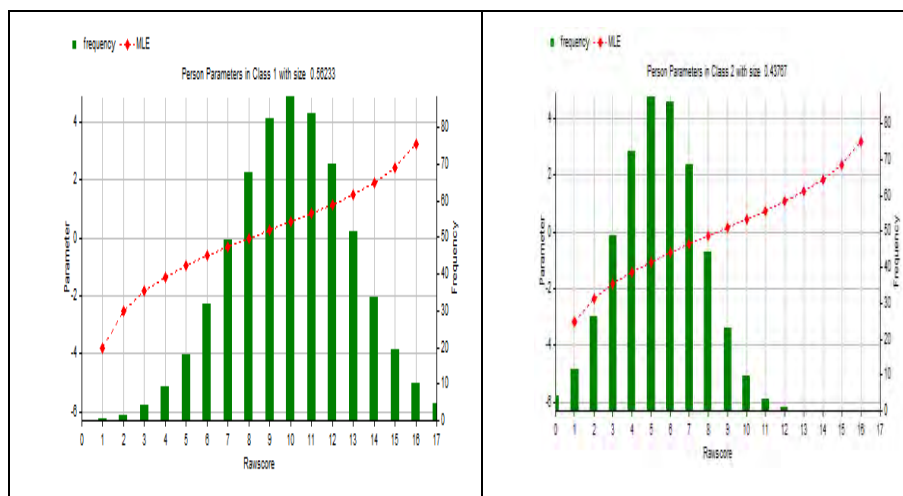 frequency MLE
Person Parameters in Class 1 with size 0.56233
4
2
0
-2
-4
-6
Parameter
80
70
60
50
40
30
20
10
0
Frequency
0 1 2 3 4 5 6 7 8 9 10 11 12 13 14 15 16 17
Rawscore
frequency MLE
Person Parameters in Class 2 with size 0.43767
4
2
0
-2
-4
-6
Parameter
80
70
60
50
40
30
20
10
0
Frequency
0 1 2 3 4 5 6 7 8 9 10 11 12 13 14 15 16 17
Rawscore